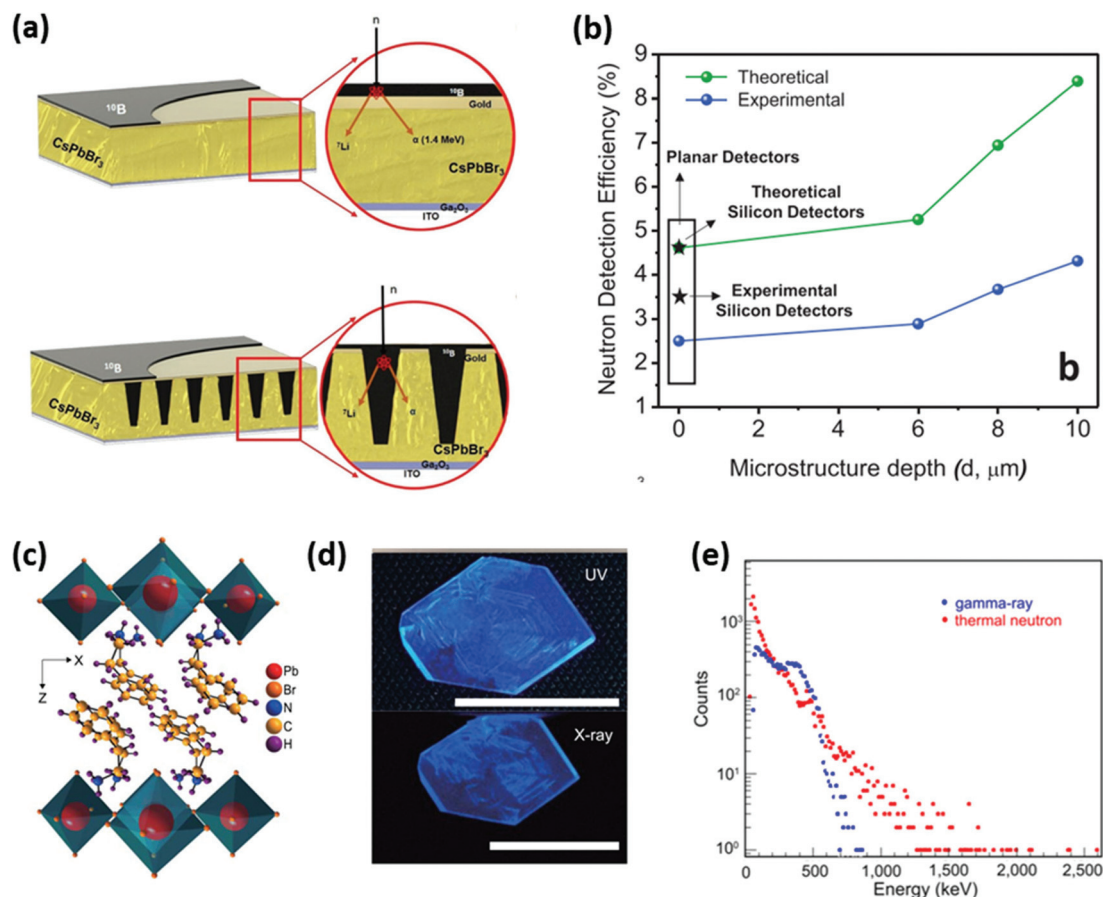 (a)
n
¹⁰B
CsPbBr₃
¹⁰B
Gold
⁷Li
α (1.4 MeV)
CsPbBr₃
Ga₂O₃
ITO
n
¹⁰B
CsPbBr₃
¹⁰B
Gold
⁷Li
α
CsPbBr₃
Ga₂O₃
ITO
(b)
Neutron Detection Efficiency (%)
9
8
7
6
5
4
3
2
1
Theoretical
Experimental
Planar Detectors
Theoretical
Silicon Detectors
Experimental
Silicon Detectors
b
0 2 4 6 8 10
Microstructure depth (d, μm)
(c)
X
Z
Pb
Br
N
C
H
(d)
UV
X-ray
(e)
Counts
10³
10²
10¹
10⁰
gamma-ray
thermal neutron
0 500 1,000 1,500 2,000 2,500
Energy (keV)